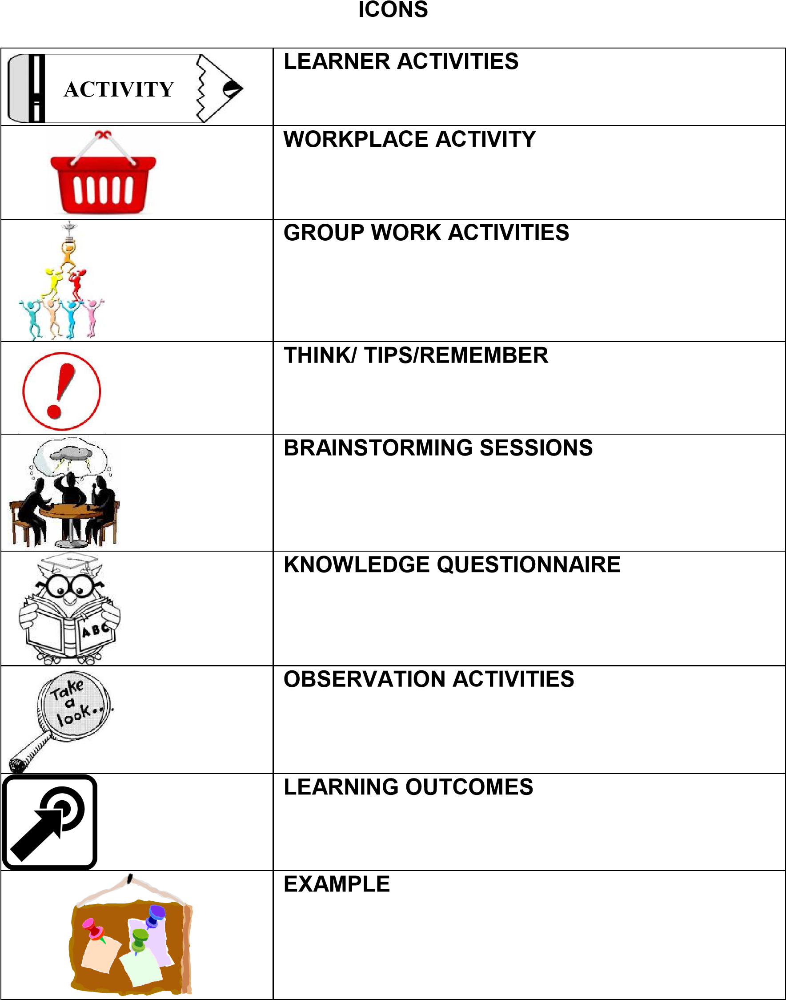 ICONS
ACTIVITY
LEARNER ACTIVITIES
WORKPLACE ACTIVITY
GROUP WORK ACTIVITIES
THINK/ TIPS/REMEMBER
BRAINSTORMING SESSIONS
ABC
KNOWLEDGE QUESTIONNAIRE
Take
a
look...
OBSERVATION ACTIVITIES
LEARNING OUTCOMES
EXAMPLE